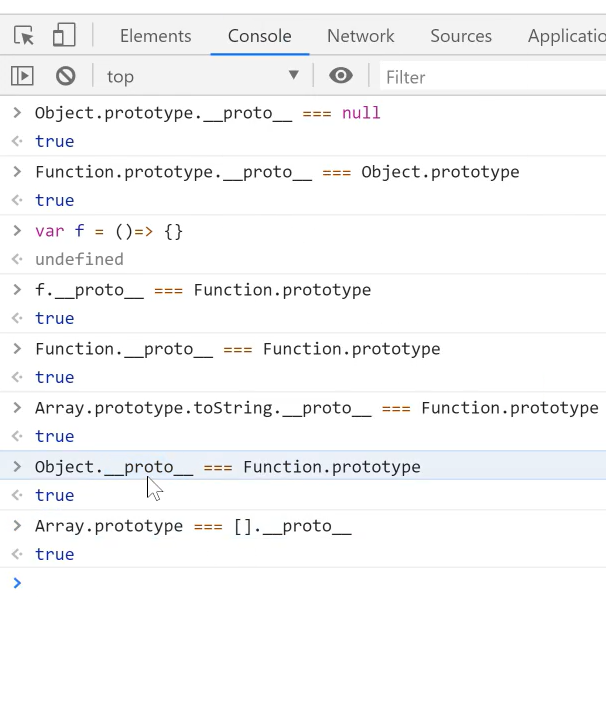 Elements Console Network Sources Applicatio
top Filter
Object.prototype.__proto__ === null
true
Function.prototype.__proto__ === Object.prototype
true
var f = ()=> {}
undefined
f.__proto__ === Function.prototype
true
Function.__proto__ === Function.prototype
true
Array.prototype.toString.__proto__ === Function.prototype
true
Object.__proto__ === Function.prototype
true
Array.prototype === [].__proto__
true